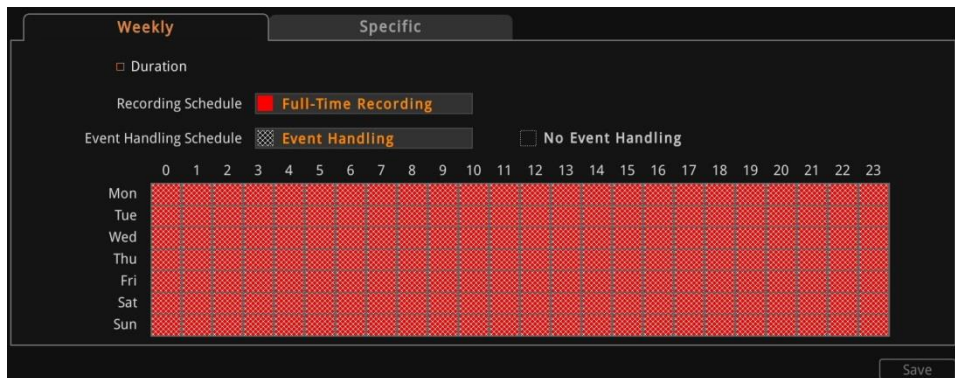 Weekly Specific
Duration
Recording Schedule Full-Time Recording
Event Handling Schedule Event Handling No Event Handling
0 1 2 3 4 5 6 7 8 9 10 11 12 13 14 15 16 17 18 19 20 21 22 23
Mon
Tue
Wed
Thu
Fri
Sat
Sun
Save